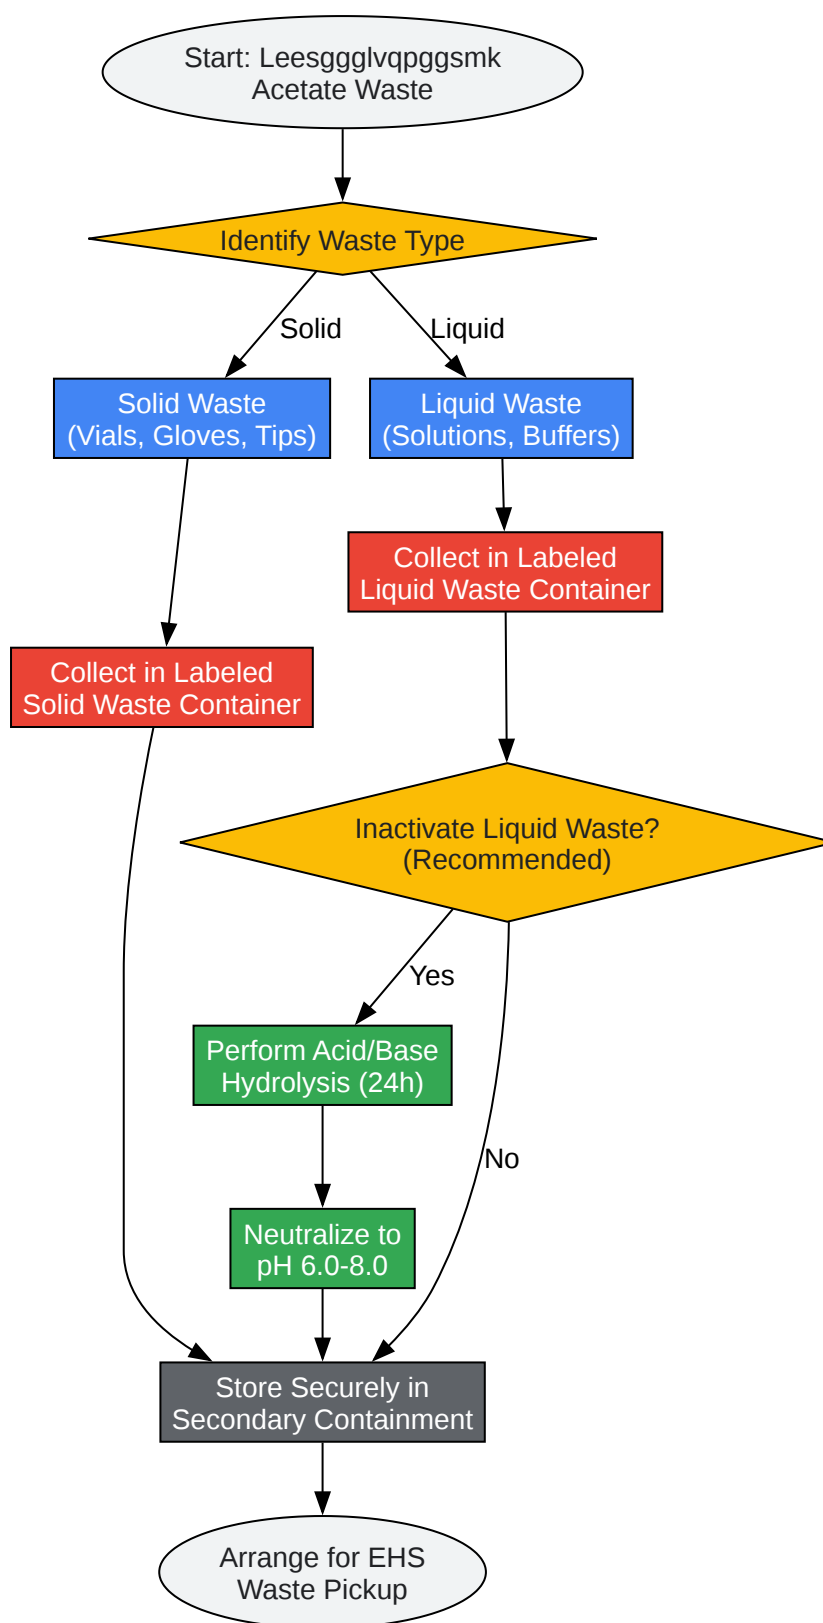 Start: Leesggglvqpggsmk
Acetate Waste
Identify Waste Type
Solid
Liquid
Solid Waste
(Vials, Gloves, Tips)
Liquid Waste
(Solutions, Buffers)
Collect in Labeled
Liquid Waste Container
Collect in Labeled
Solid Waste Container
Inactivate Liquid Waste?
(Recommended)
Yes
Perform Acid/Base
Hydrolysis (24h)
No
Neutralize to
pH 6.0-8.0
Store Securely in
Secondary Containment
Arrange for EHS
Waste Pickup